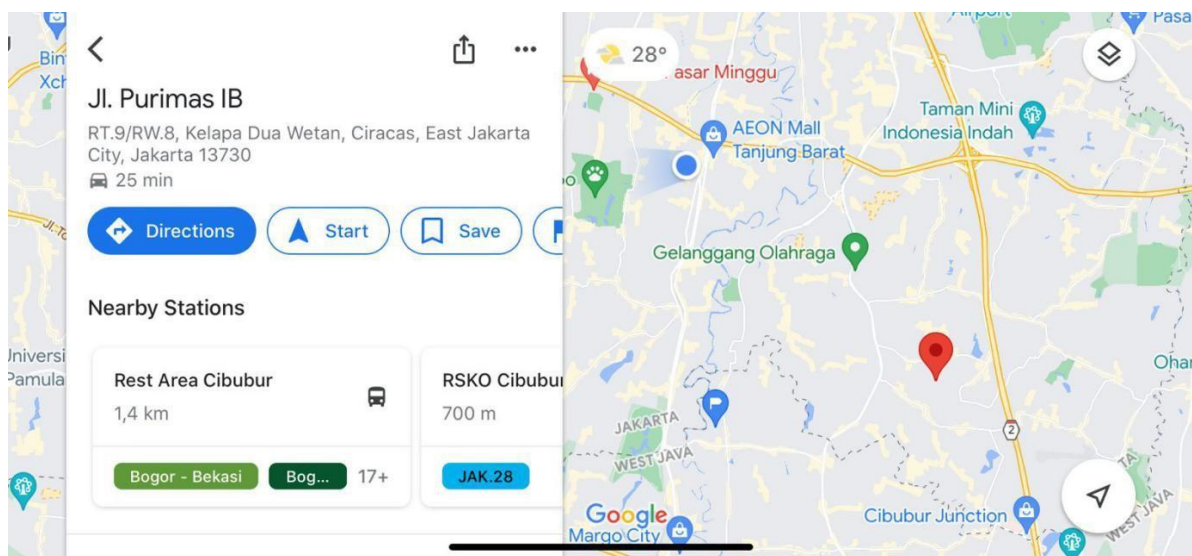 Jl. Purimas IB
RT.9/RW.8, Kelapa Dua Wetan, Ciracas, East Jakarta
City, Jakarta 13730
25 min
Directions
Start
Save
Nearby Stations
Rest Area Cibubur
1,4 km
Bogor - Bekasi
Bog...
17+
RSKO Cibubu
700 m
JAK.28
Bin
Xch
Jl. To
Universi
Pamula
28°
asar Minggu
AEON Mall
Tanjung Barat
Taman Mini
Indonesia Indah
Airport
Pasa
Gelanggang Olahraga
Ohar
JAKARTA
WEST JAVA
2
Google
Margo City
Cibubur Junction
WEST JAVA